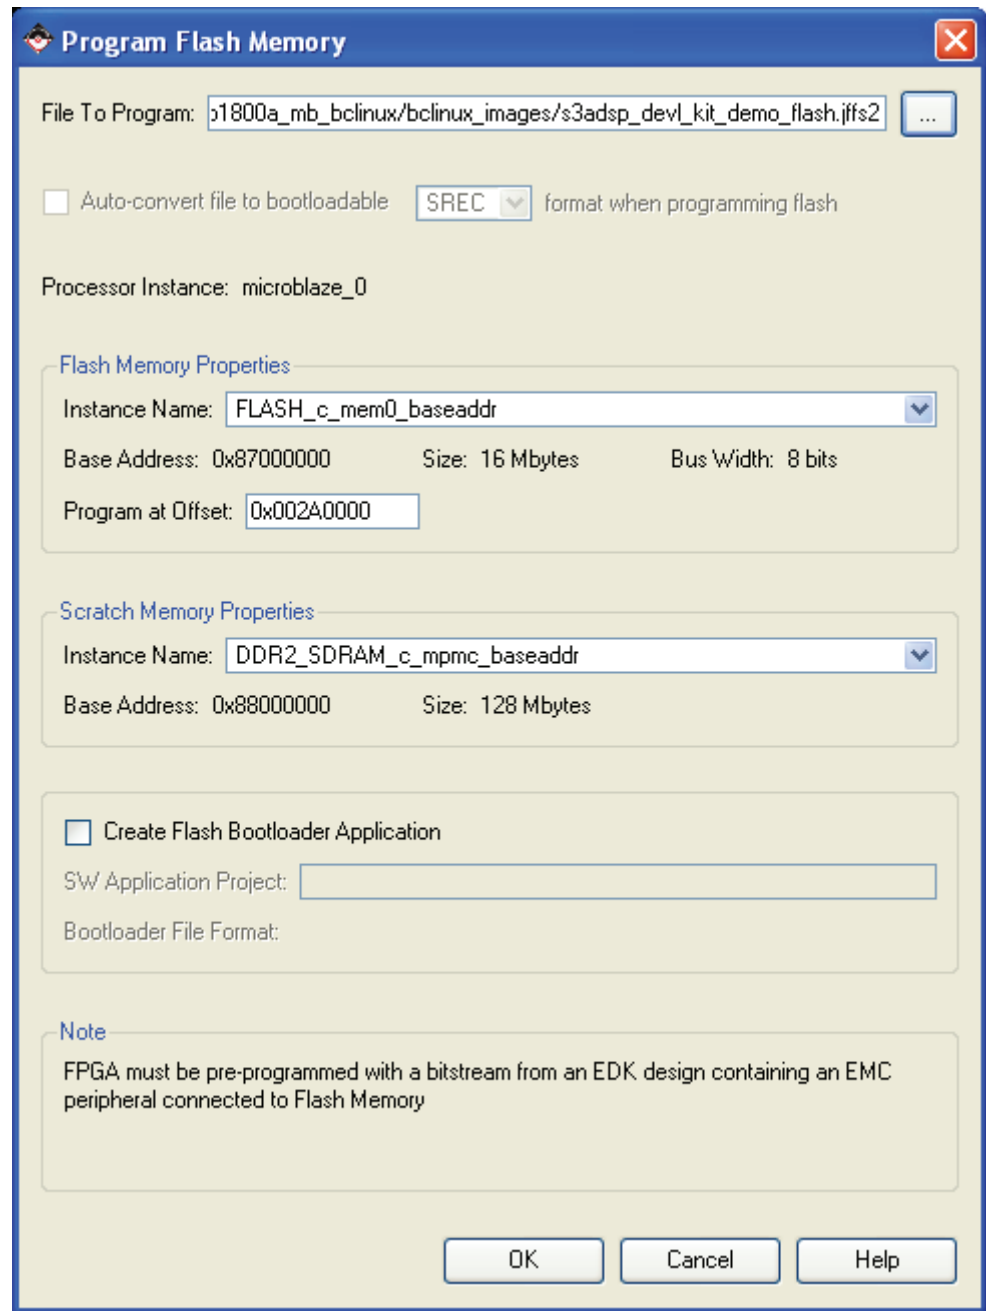 Program Flash Memory
File To Program: o1800a_mb_bclinux/bclinux_images/s3adsp_devl_kit_demo_flash.jffs2 ...
Auto-convert file to bootloadable SREC format when programming flash
Processor Instance: microblaze_0
Flash Memory Properties
Instance Name: FLASH_c_mem0_baseaddr
Base Address: 0x87000000 Size: 16 Mbytes Bus Width: 8 bits
Program at Offset: 0x002A0000
Scratch Memory Properties
Instance Name: DDR2_SDRAM_c_mpmc_baseaddr
Base Address: 0x88000000 Size: 128 Mbytes
Create Flash Bootloader Application
SW Application Project:
Bootloader File Format:
Note
FPGA must be pre-programmed with a bitstream from an EDK design containing an EMC
peripheral connected to Flash Memory
OK Cancel Help